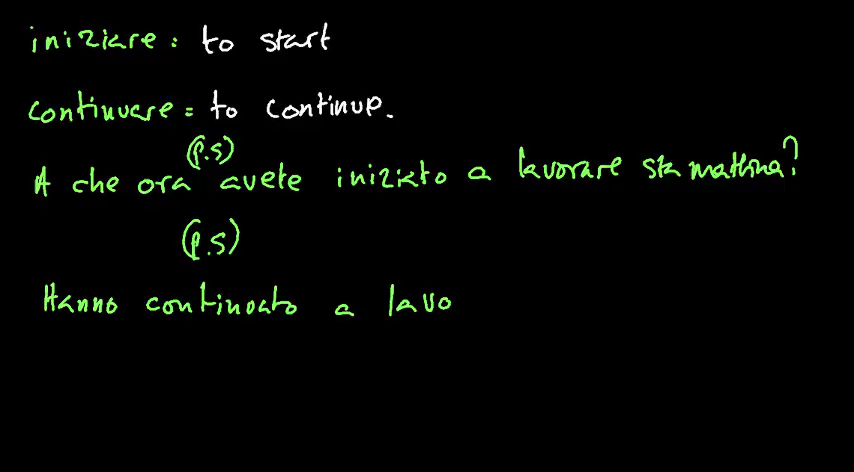 iniziare = to start
continuare = to continue.
(p.s)
A che ora avete iniziato a lavorare stamattina?
(p.s)
Hanno continuato a lavo